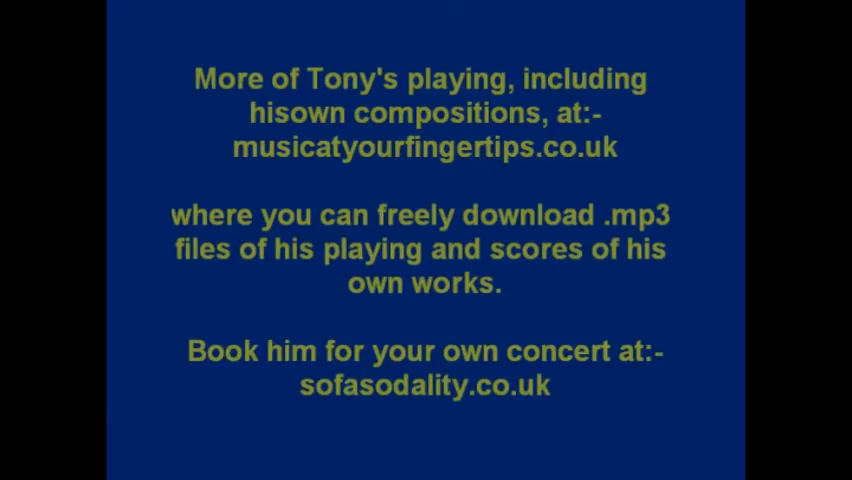 More of Tony's playing, including
hisown compositions, at:-
musicatyourfingertips.co.uk
where you can freely download .mp3
files of his playing and scores of his
own works.
Book him for your own concert at:-
sofasodality.co.uk